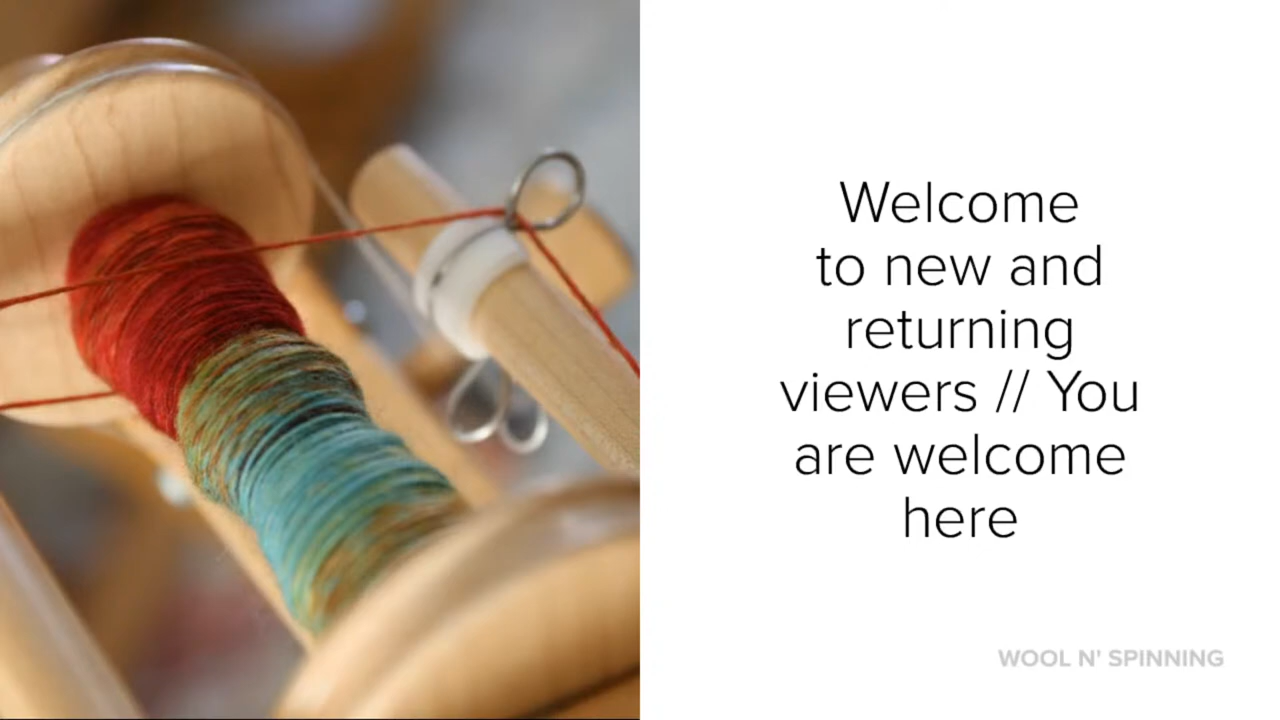 Welcome
to new and
returning
viewers // You
are welcome
here
WOOL N' SPINNING